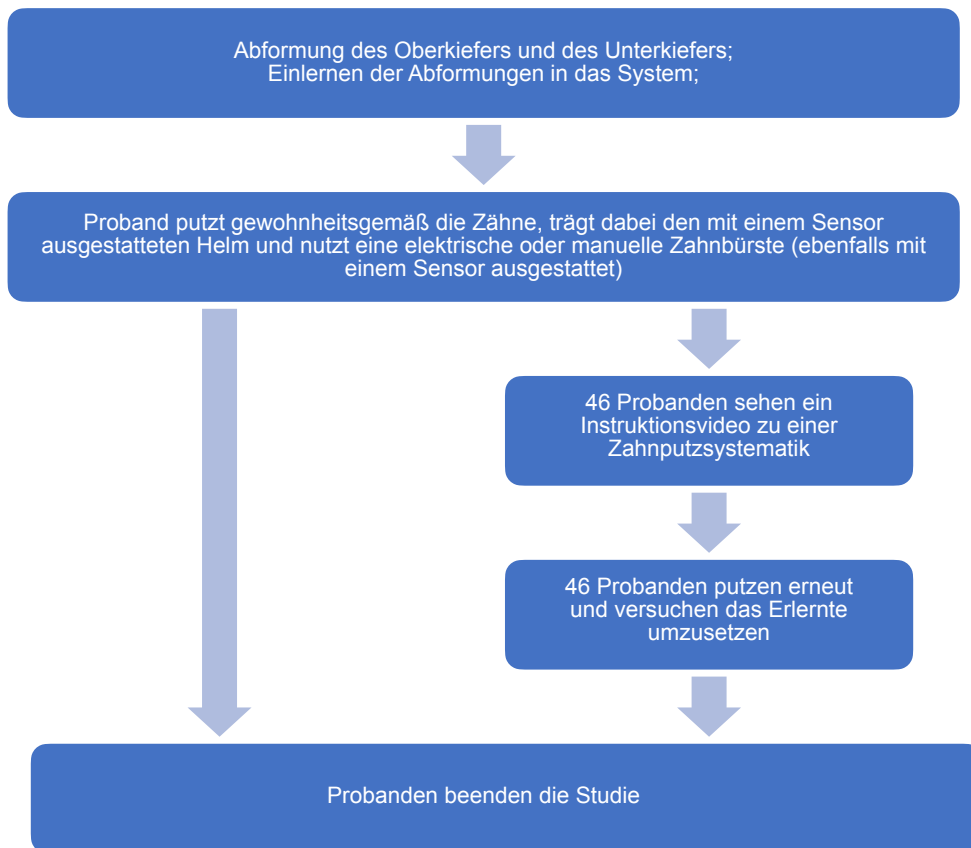 Abformung des Oberkiefers und des Unterkiefers;
Einlernen der Abformungen in das System;
Proband putzt gewohnheitsgemäß die Zähne, trägt dabei den mit einem Sensor
ausgestatteten Helm und nutzt eine elektrische oder manuelle Zahnbürste (ebenfalls mit
einem Sensor ausgestattet)
46 Probanden sehen ein
Instruktionsvideo zu einer
Zahnputzsystematik
46 Probanden putzen erneut
und versuchen das Erlernte
umzusetzen
Probanden beenden die Studie